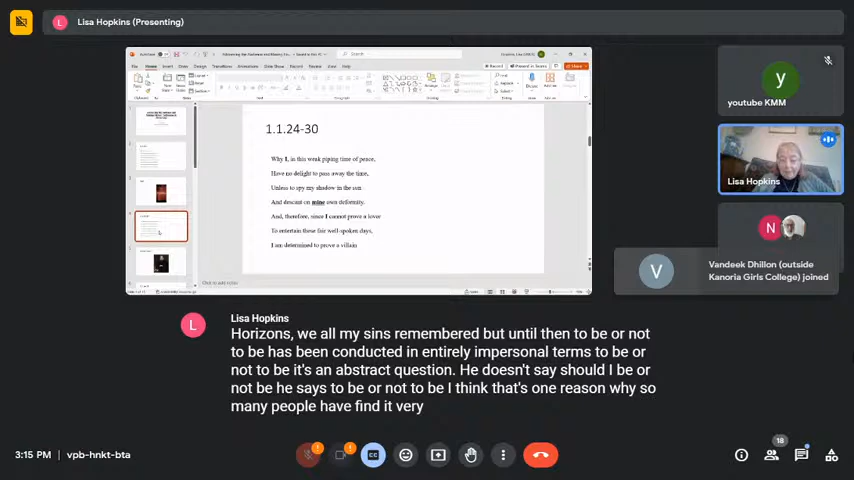 L Lisa Hopkins (Presenting)
1.1.24-30
Why I, in this weak piping time of peace,
Have no delight to pass away the time,
Unless to spy my shadow in the sun
And descant on mine own deformity.
And, therefore, since I cannot prove a lover
To entertain these fair well-spoken days,
I am determined to prove a villain
Click to add notes
y
youtube KMM
Lisa Hopkins
N
V
Vandeek Dhillon (outside
Kanoria Girls College) joined
L
Lisa Hopkins
Horizons, we all my sins remembered but until then to be or not
to be has been conducted in entirely impersonal terms to be or
not to be it's an abstract question. He doesn't say should I be or
not be he says to be or not to be I think that's one reason why so
many people have find it very
3:15 PM | vpb-hnkt-bta
CC
18